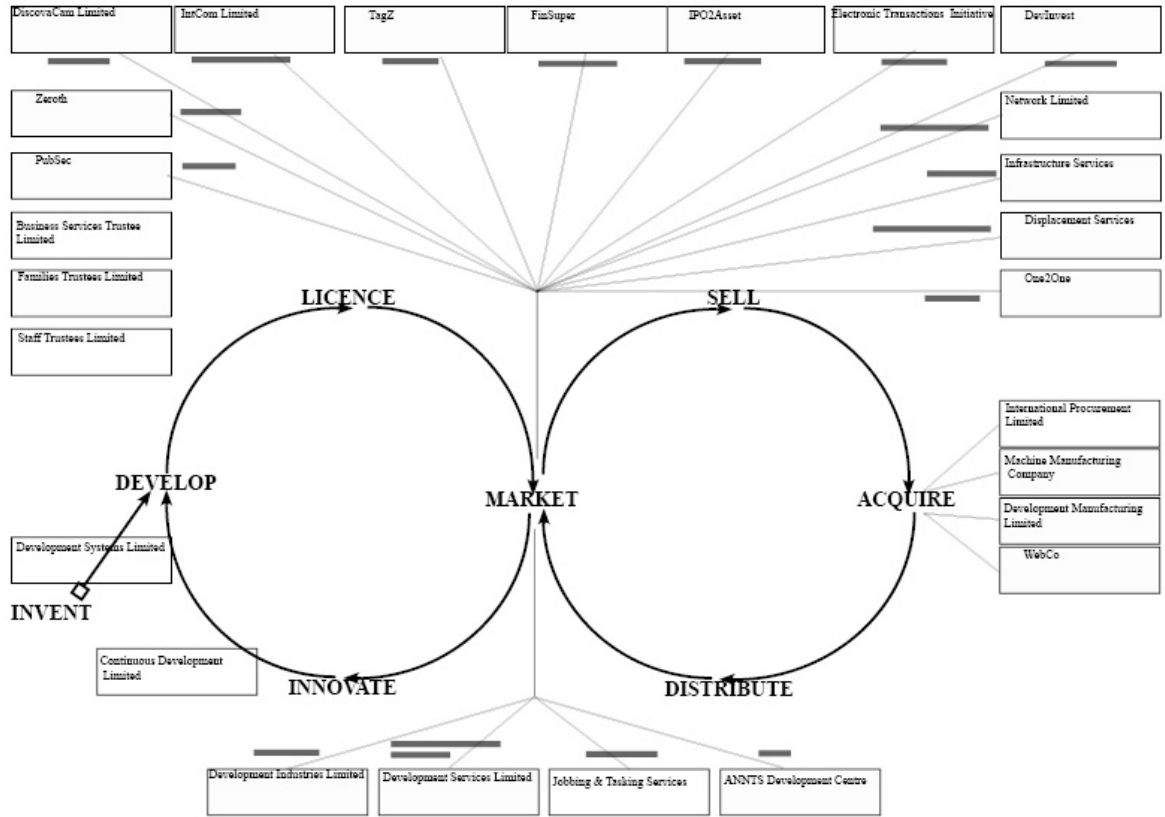 DiscovaCam Limited
IntCom Limited
TagZ
FinSuper
IPO2Asset
Electronic Transactions Initiative
DevInvest
Zeroth
Network Limited
PubSec
Infrastructure Services
Business Services Trustee
Limited
Displacement Services
Families Trustees Limited
One2One
LICENCE
SELL
Staff Trustees Limited
International Procurement
Limited
Machine Manufacturing
Company
DEVELOP
MARKET
ACQUIRE
Development Manufacturing
Limited
Development Systems Limited
WebCo
INVENT
Continuous Development
Limited
INNOVATE
DISTRIBUTE
Development Industries Limited
Development Services Limited
Jobbing & Tasking Services
ANNTS Development Centre